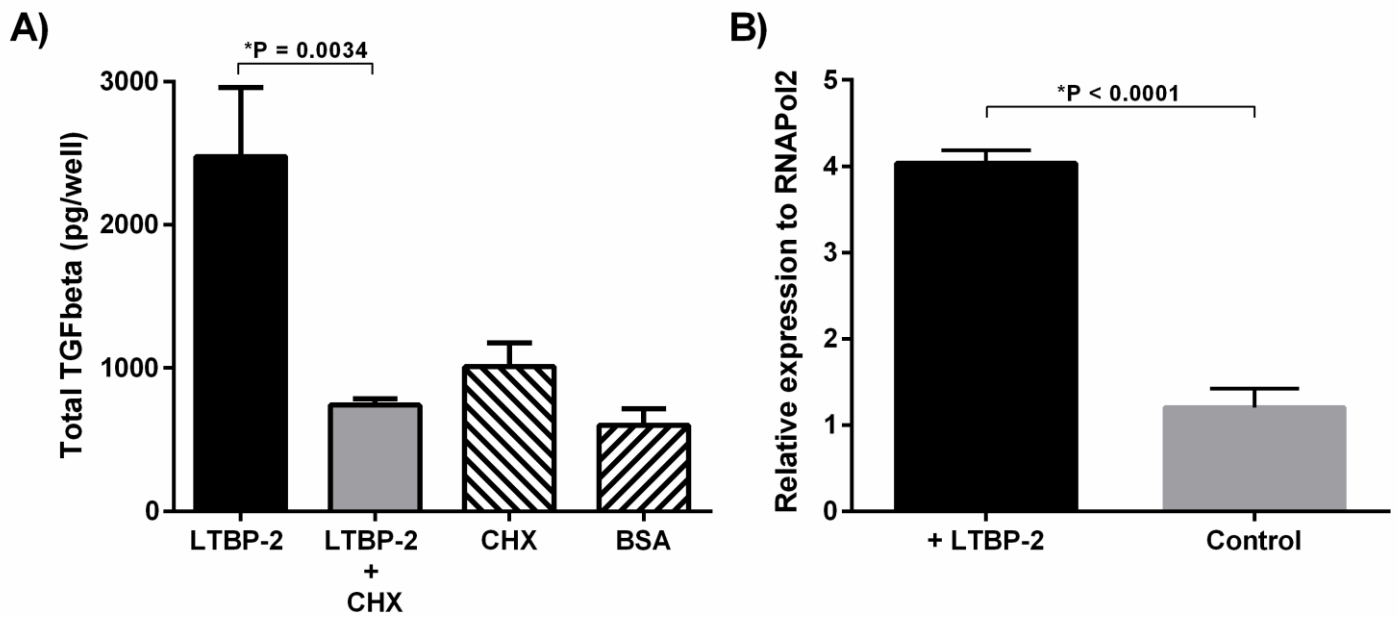 A)
*P = 0.0034
3000
2000
1000
0
Total TGFbeta (pg/well)
LTBP-2
LTBP-2
+
CHX
CHX
BSA
B)
*P < 0.0001
5
4
3
2
1
0
Relative expression to RNAPol2
+ LTBP-2
Control